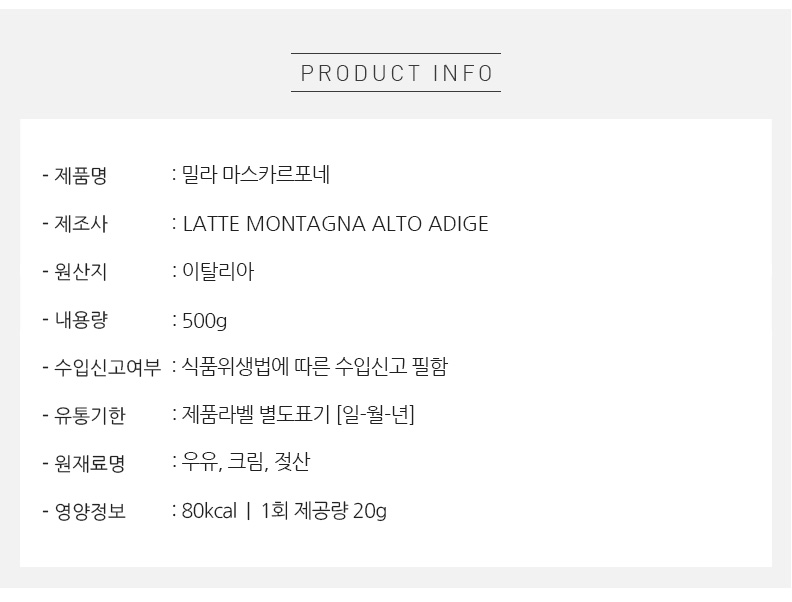 PRODUCT INFO
- 제품명 : 밀라 마스카르포네
- 제조사 : LATTE MONTAGNA ALTO ADIGE
- 원산지 : 이탈리아
- 내용량 : 500g
- 수입신고여부 : 식품위생법에 따른 수입신고 필함
- 유통기한 : 제품라벨 별도표기 [일-월-년]
- 원재료명 : 우유, 크림, 젖산
- 영양정보 : 80kcal | 1회 제공량 20g